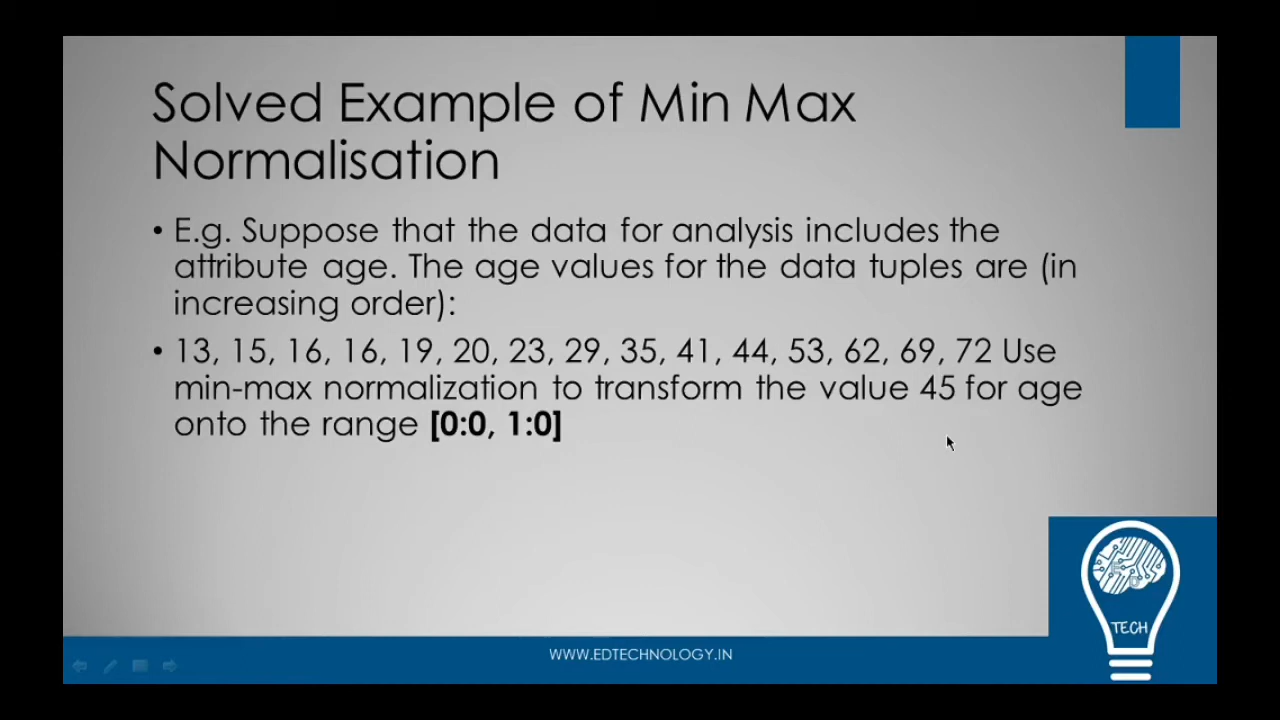 Solved Example of Min Max
Normalisation
• E.g. Suppose that the data for analysis includes the
attribute age. The age values for the data tuples are (in
increasing order):
• 13, 15, 16, 16, 19, 20, 23, 29, 35, 41, 44, 53, 62, 69, 72 Use
min-max normalization to transform the value 45 for age
onto the range [0:0, 1:0]
ED
TECH
WWW.EDTECHNOLOGY.IN